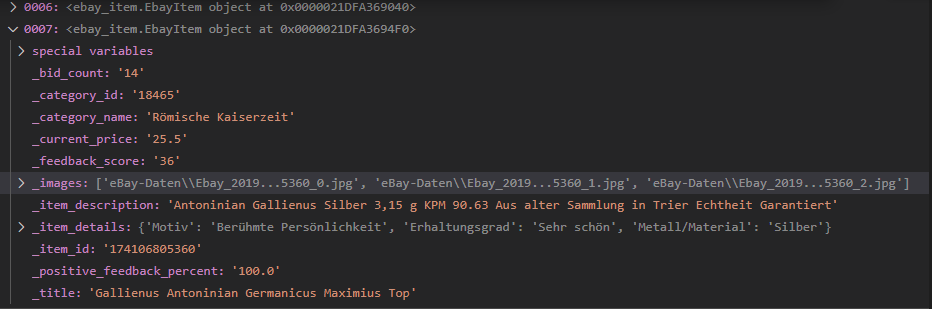 0006: <ebay_item.EbayItem object at 0x0000021DFA369040>
0007: <ebay_item.EbayItem object at 0x0000021DFA3694F0>
special variables
_bid_count: '14'
_category_id: '18465'
_category_name: 'Römische Kaiserzeit'
_current_price: '25.5'
_feedback_score: '36'
_images: ['eBay-Daten\\Ebay_2019...5360_0.jpg', 'eBay-Daten\\Ebay_2019...5360_1.jpg', 'eBay-Daten\\Ebay_2019...5360_2.jpg']
_item_description: 'Antoninian Gallienus Silber 3,15 g KPM 90.63 Aus alter Sammlung in Trier Echtheit Garantiert'
_item_details: {'Motiv': 'Berühmte Persönlichkeit', 'Erhaltungsgrad': 'Sehr schön', 'Metall/Material': 'Silber'}
_item_id: '174106805360'
_positive_feedback_percent: '100.0'
_title: 'Gallienus Antoninian Germanicus Maximius Top'